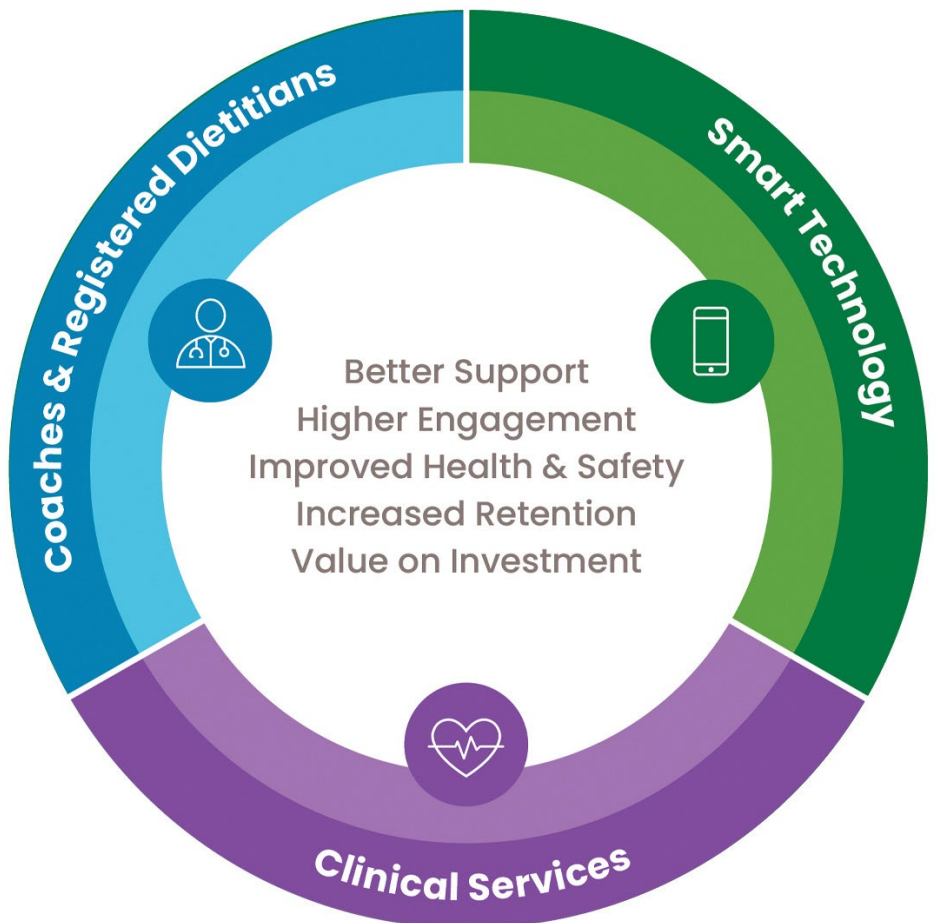 Coaches & Registered Dietitians
Smart Technology
Better Support
Higher Engagement
Improved Health & Safety
Increased Retention
Value on Investment
Clinical Services